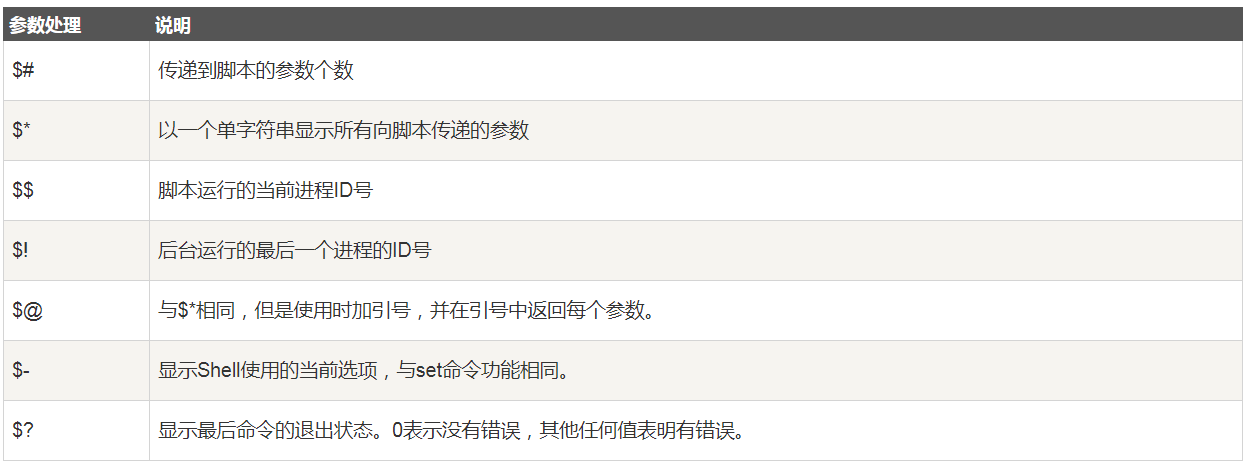 参数处理 说明
$# 传递到脚本的参数个数
$* 以一个单字符串显示所有向脚本传递的参数
$$ 脚本运行的当前进程ID号
$! 后台运行的最后一个进程的ID号
$@ 与$*相同，但是使用时加引号，并在引号中返回每个参数。
$- 显示Shell使用的当前选项，与set命令功能相同。
$? 显示最后命令的退出状态。0表示没有错误，其他任何值表明有错误。